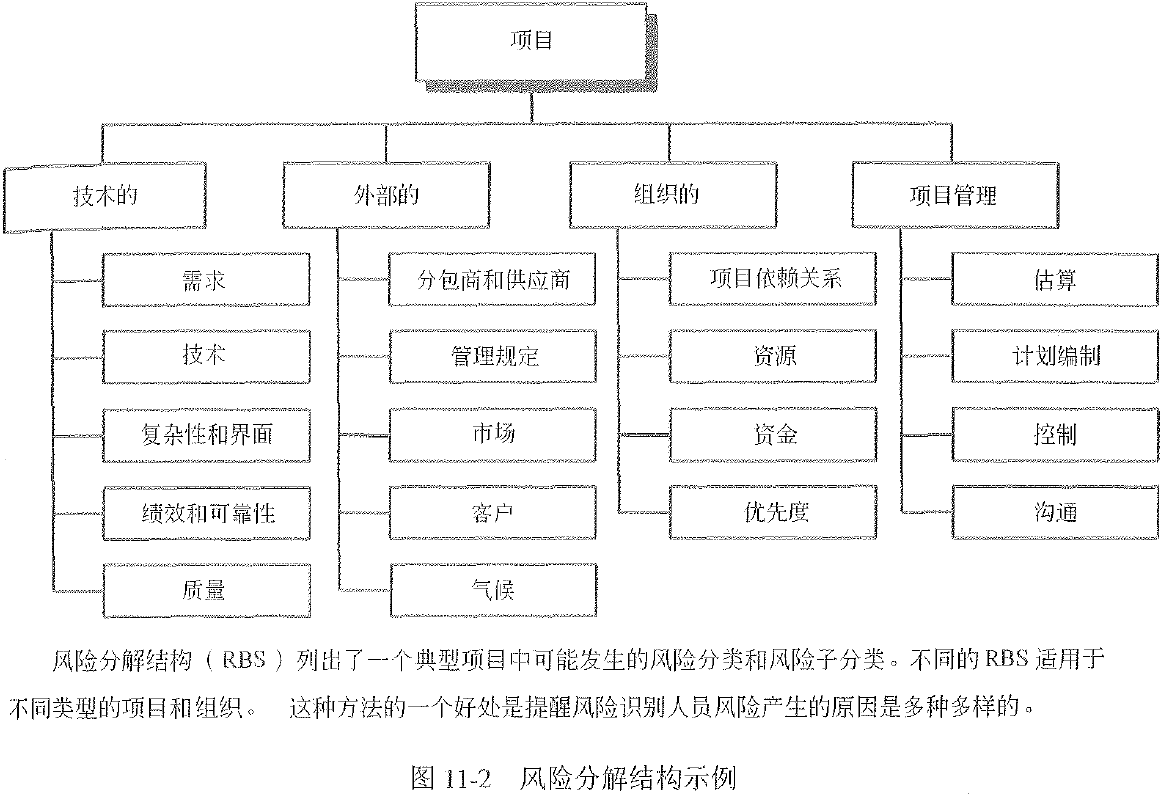 项目
技术的
外部的
组织的
项目管理
需求
分包商和供应商
项目依赖关系
估算
技术
管理规定
资源
计划编制
复杂性和界面
市场
资金
控制
绩效和可靠性
客户
优先度
沟通
质量
气候
风险分解结构（RBS）列出了一个典型项目中可能发生的风险分类和风险子分类。不同的RBS适用于
不同类型的项目和组织。 这种方法的一个好处是提醒风险识别人员风险产生的原因是多种多样的。
图 11-2 风险分解结构示例